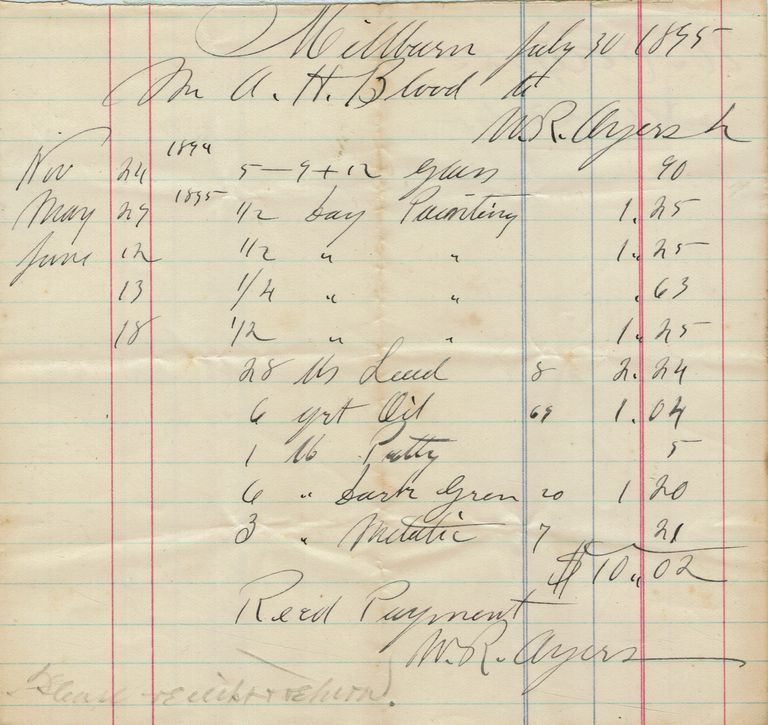 Millburn July 30 1895
Mr A. H. Blood to
W. R. Ayers Dr
Nov 24 1894 5 - 9 + 12 Glass 90
May 29 1895 1/2 Day Painting 1.25
June 12 1/2 " " 1.25
13 1/4 " " .63
18 1/2 " " 1.25
28 lbs Lead 8 2.24
6 qrt Oil 69 1.04
1 lb Putty 5
6 " Dark Green 20 1 20
3 " Metalic 7 21
$10.02
Recd Payment
W. R. Ayers
Please receipt & return